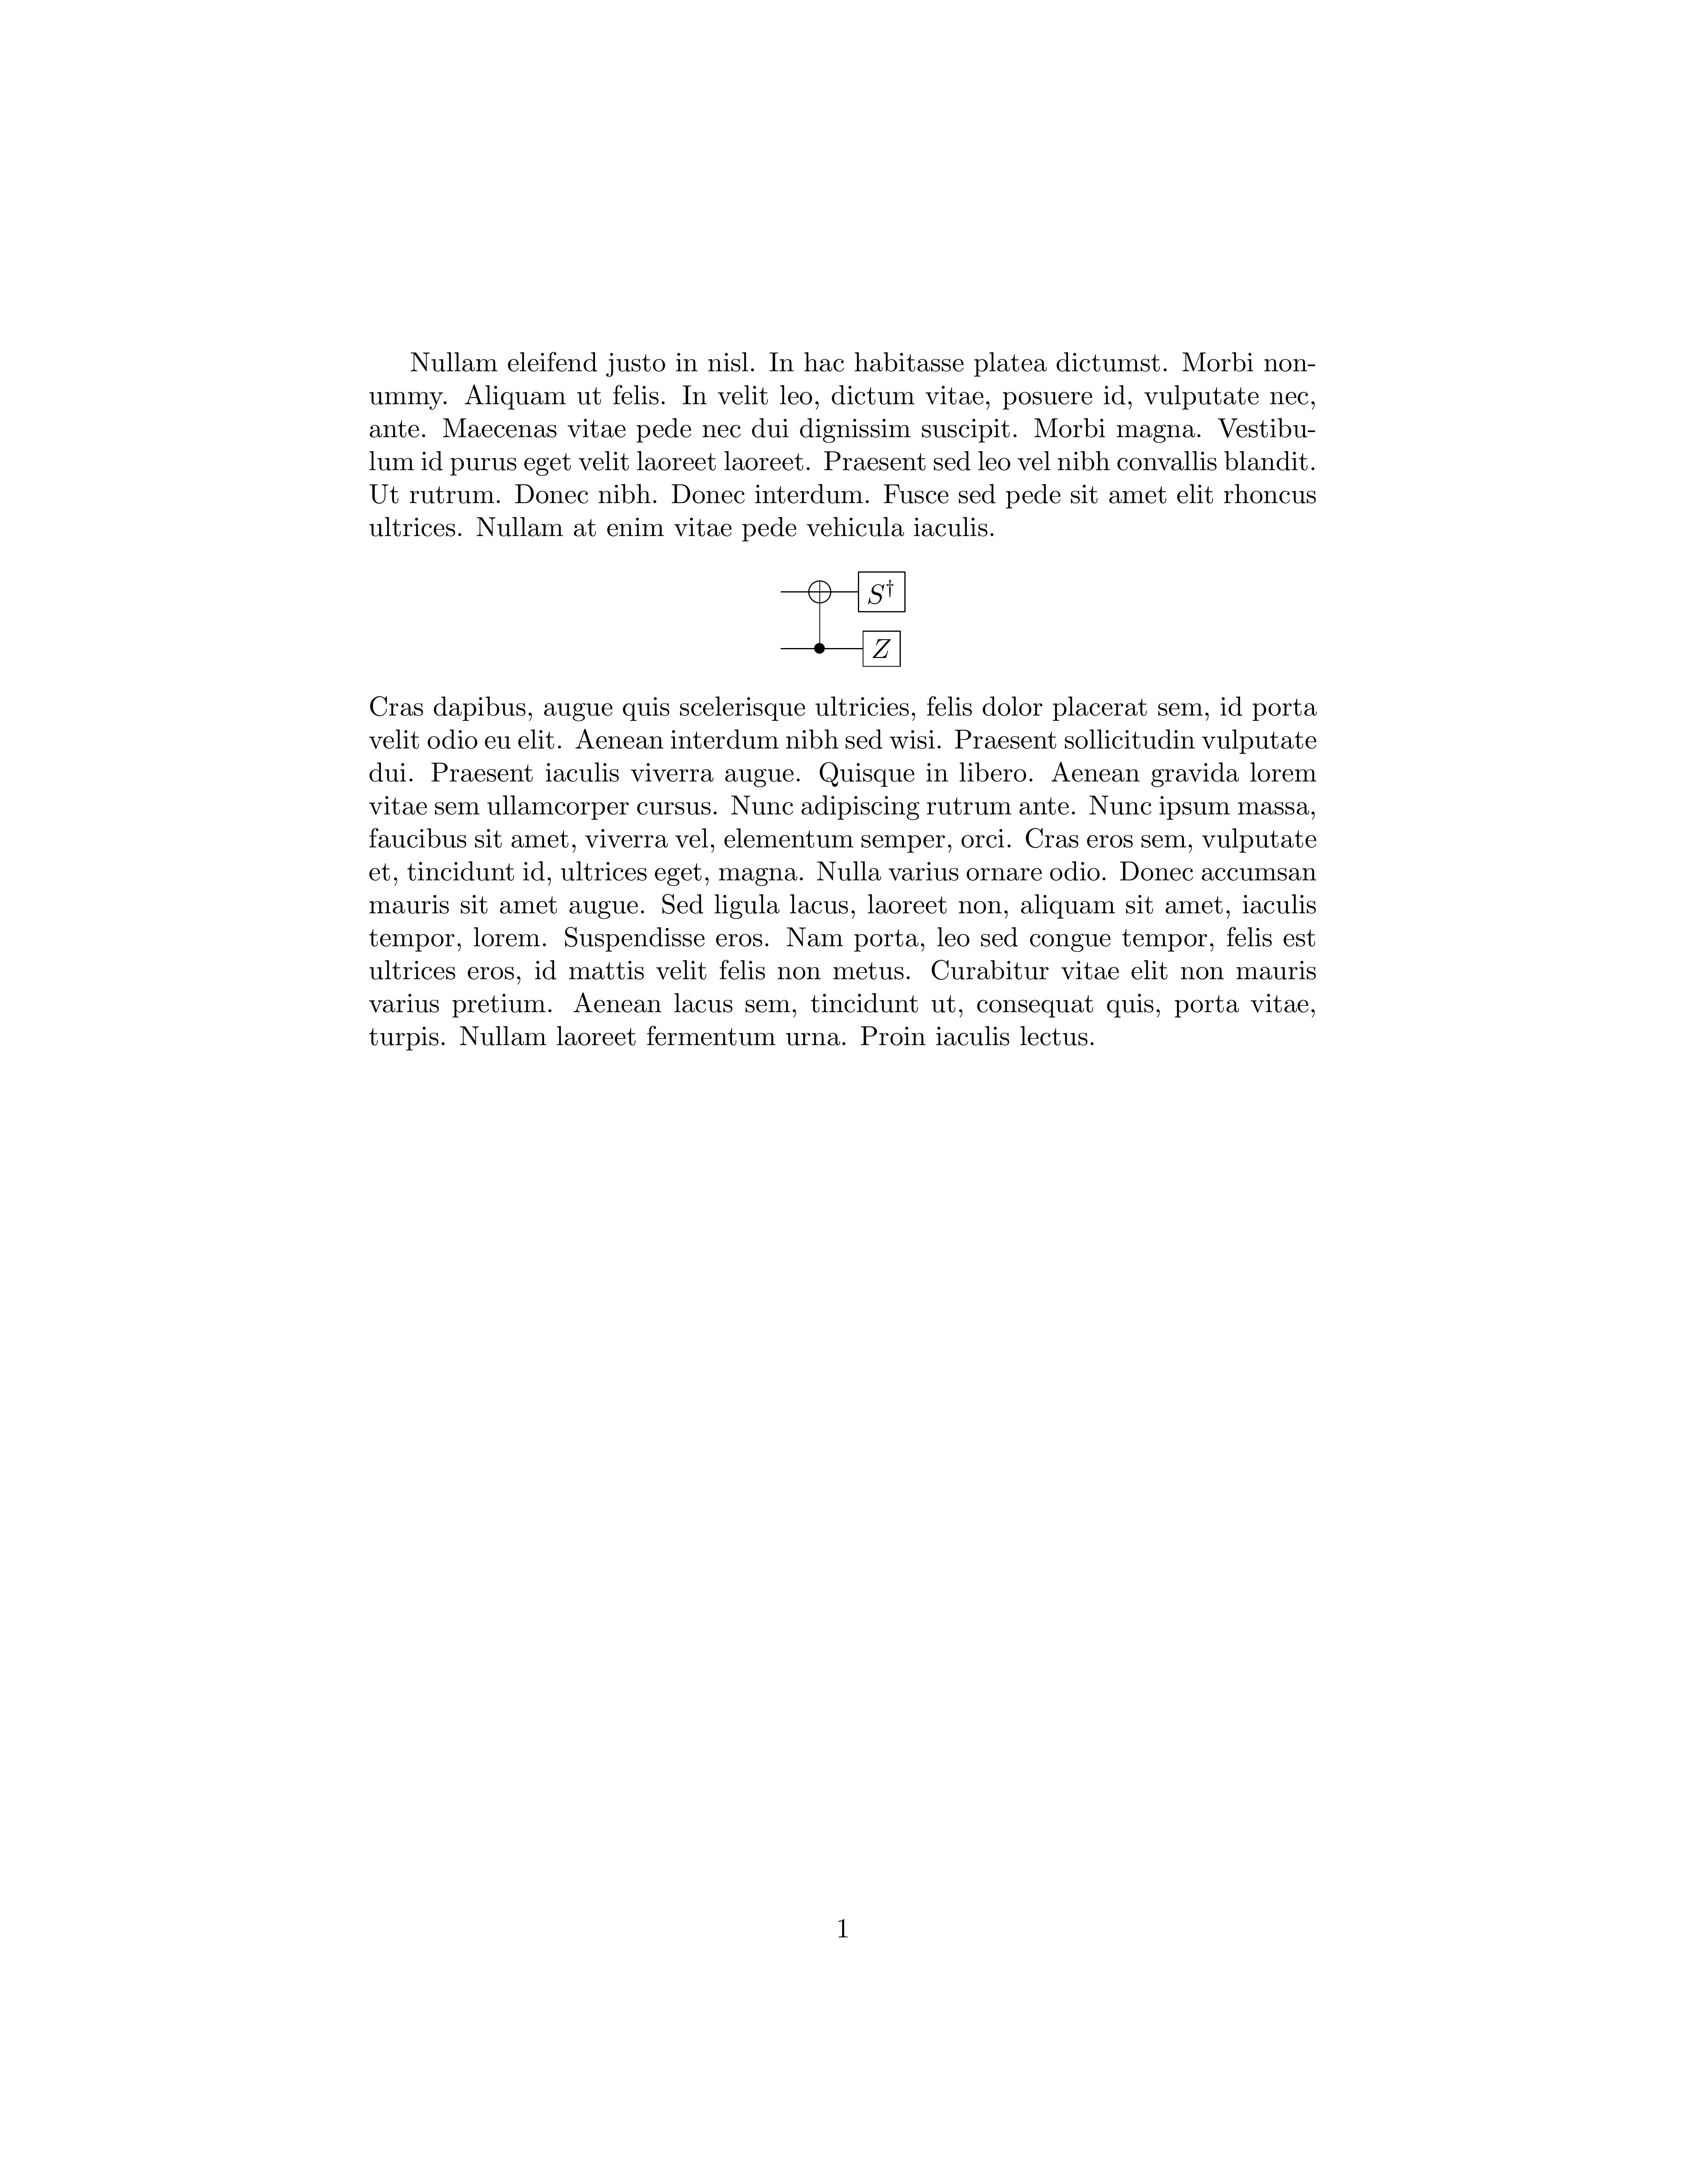 Nullam eleifend justo in nisl. In hac habitasse platea dictumst. Morbi non-
ummy. Aliquam ut felis. In velit leo, dictum vitae, posuere id, vulputate nec,
ante. Maecenas vitae pede nec dui dignissim suscipit. Morbi magna. Vestibu-
lum id purus eget velit laoreet laoreet. Praesent sed leo vel nibh convallis blandit.
Ut rutrum. Donec nibh. Donec interdum. Fusce sed pede sit amet elit rhoncus
ultrices. Nullam at enim vitae pede vehicula iaculis.
S†
Z
Cras dapibus, augue quis scelerisque ultricies, felis dolor placerat sem, id porta
velit odio eu elit. Aenean interdum nibh sed wisi. Praesent sollicitudin vulputate
dui. Praesent iaculis viverra augue. Quisque in libero. Aenean gravida lorem
vitae sem ullamcorper cursus. Nunc adipiscing rutrum ante. Nunc ipsum massa,
faucibus sit amet, viverra vel, elementum semper, orci. Cras eros sem, vulputate
et, tincidunt id, ultrices eget, magna. Nulla varius ornare odio. Donec accumsan
mauris sit amet augue. Sed ligula lacus, laoreet non, aliquam sit amet, iaculis
tempor, lorem. Suspendisse eros. Nam porta, leo sed congue tempor, felis est
ultrices eros, id mattis velit felis non metus. Curabitur vitae elit non mauris
varius pretium. Aenean lacus sem, tincidunt ut, consequat quis, porta vitae,
turpis. Nullam laoreet fermentum urna. Proin iaculis lectus.
1